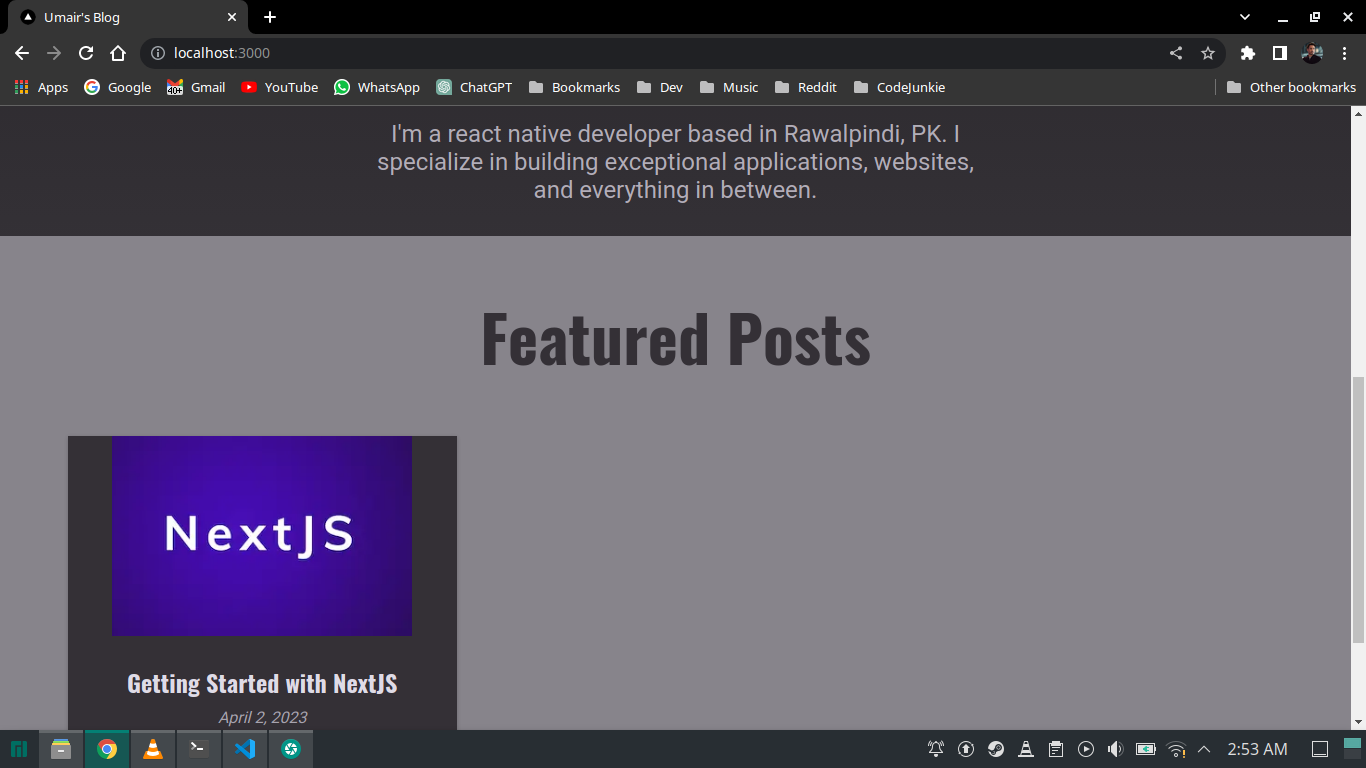 Umair's Blog
localhost:3000
Apps Google Gmail YouTube WhatsApp ChatGPT Bookmarks Dev Music Reddit CodeJunkie Other bookmarks
40+
I'm a react native developer based in Rawalpindi, PK. I
specialize in building exceptional applications, websites,
and everything in between.
Featured Posts
NextJS
Getting Started with NextJS
April 2, 2023
2:53 AM